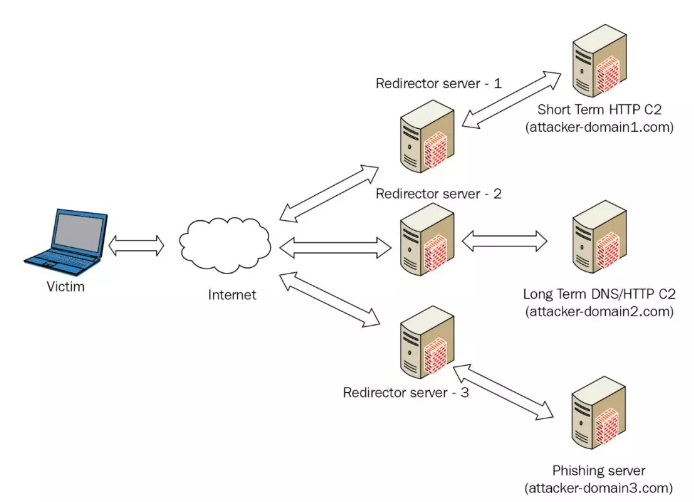 Redirector server - 1
Short Term HTTP C2
(attacker-domain1.com)
Redirector server - 2
Victim
Internet
Long Term DNS/HTTP C2
(attacker-domain2.com)
Redirector server - 3
Phishing server
(attacker-domain3.com)